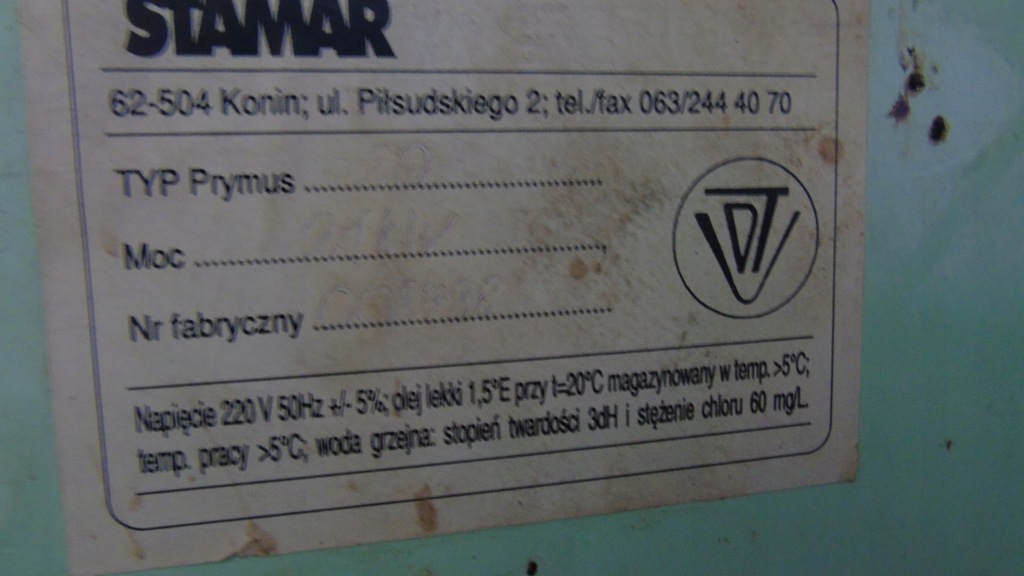 STAMAR
62-504 Konin; ul. Piłsudskiego 2; tel./fax 063/244 40 70
TYP Prymus
Moc
Nr fabryczny
UDT
Napięcie 220 V 50Hz +/- 5%; olej lekki 1,5°E przy t=20°C magazynowany w temp. >5°C;
temp. pracy >5°C; woda grzejna: stopień twardości 3dH i stężenie chloru 60 mg/L.